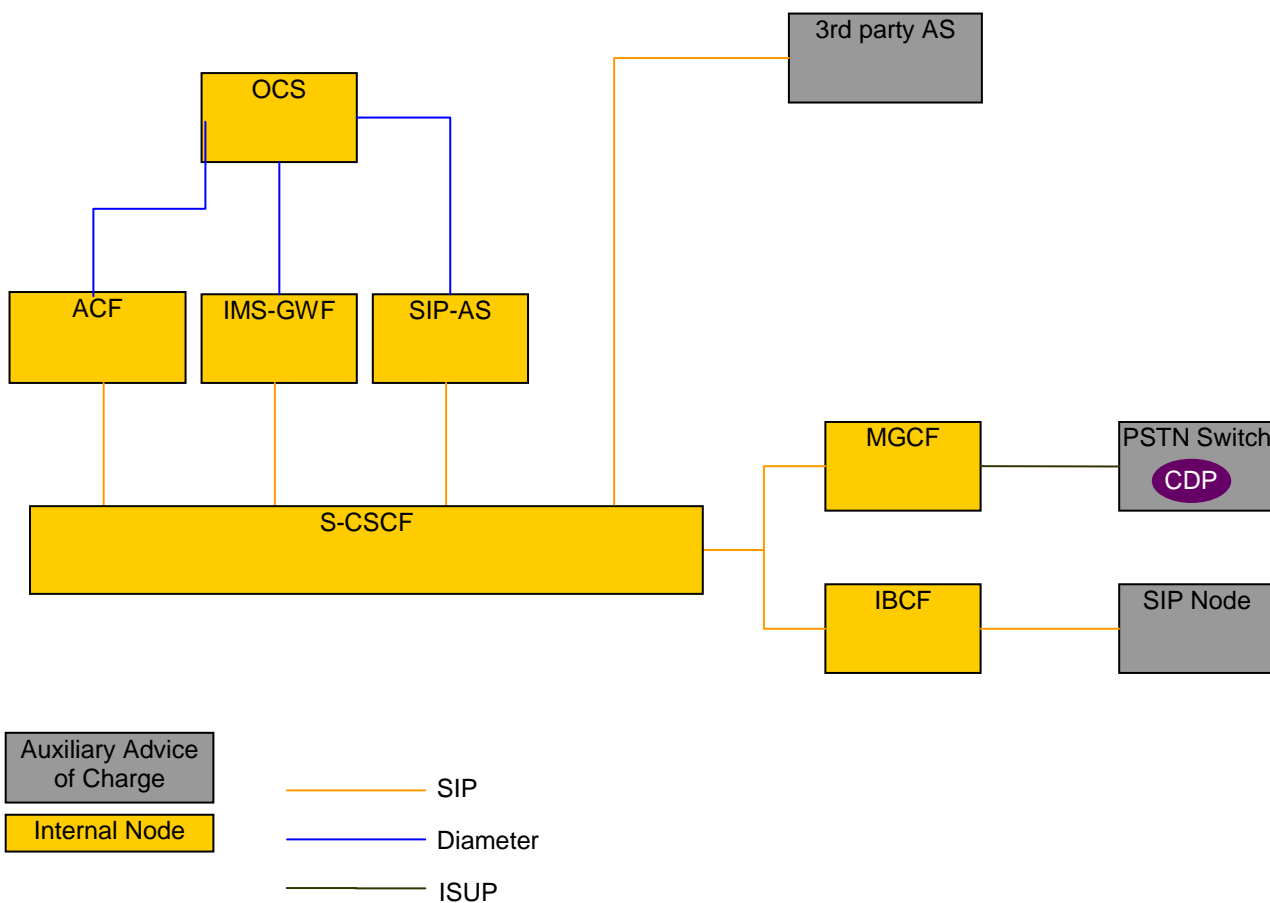 3rd party AS
OCS
ACF
IMS-GWF
SIP-AS
MGCF
PSTN Switch
CDP
S-CSCF
IBCF
SIP Node
Auxiliary Advice
of Charge
Internal Node
SIP
Diameter
ISUP